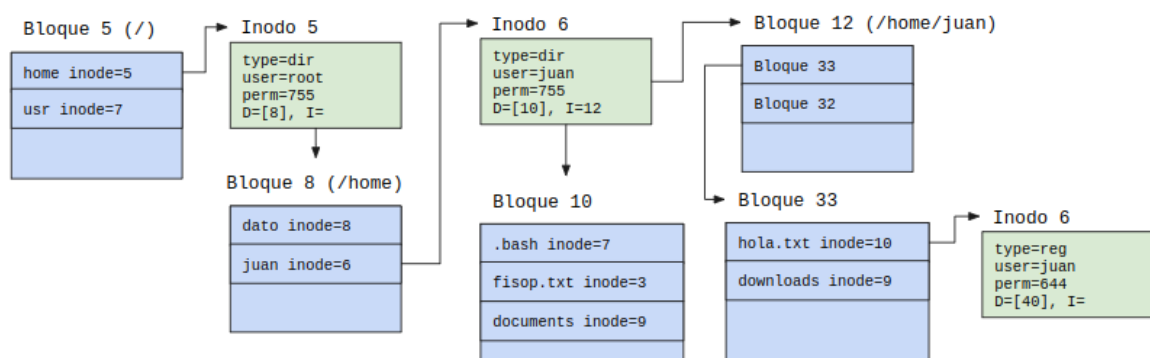 Bloque 5 (/)
home inode=5
usr inode=7
Inodo 5
type=dir
user=root
perm=755
D=[8], I=
Bloque 8 (/home)
dato inode=8
juan inode=6
Inodo 6
type=dir
user=juan
perm=755
D=[10], I=12
Bloque 10
.bash inode=7
fisop.txt inode=3
documents inode=9
Bloque 12 (/home/juan)
Bloque 33
Bloque 32
Bloque 33
hola.txt inode=10
downloads inode=9
Inodo 6
type=reg
user=juan
perm=644
D=[40], I=